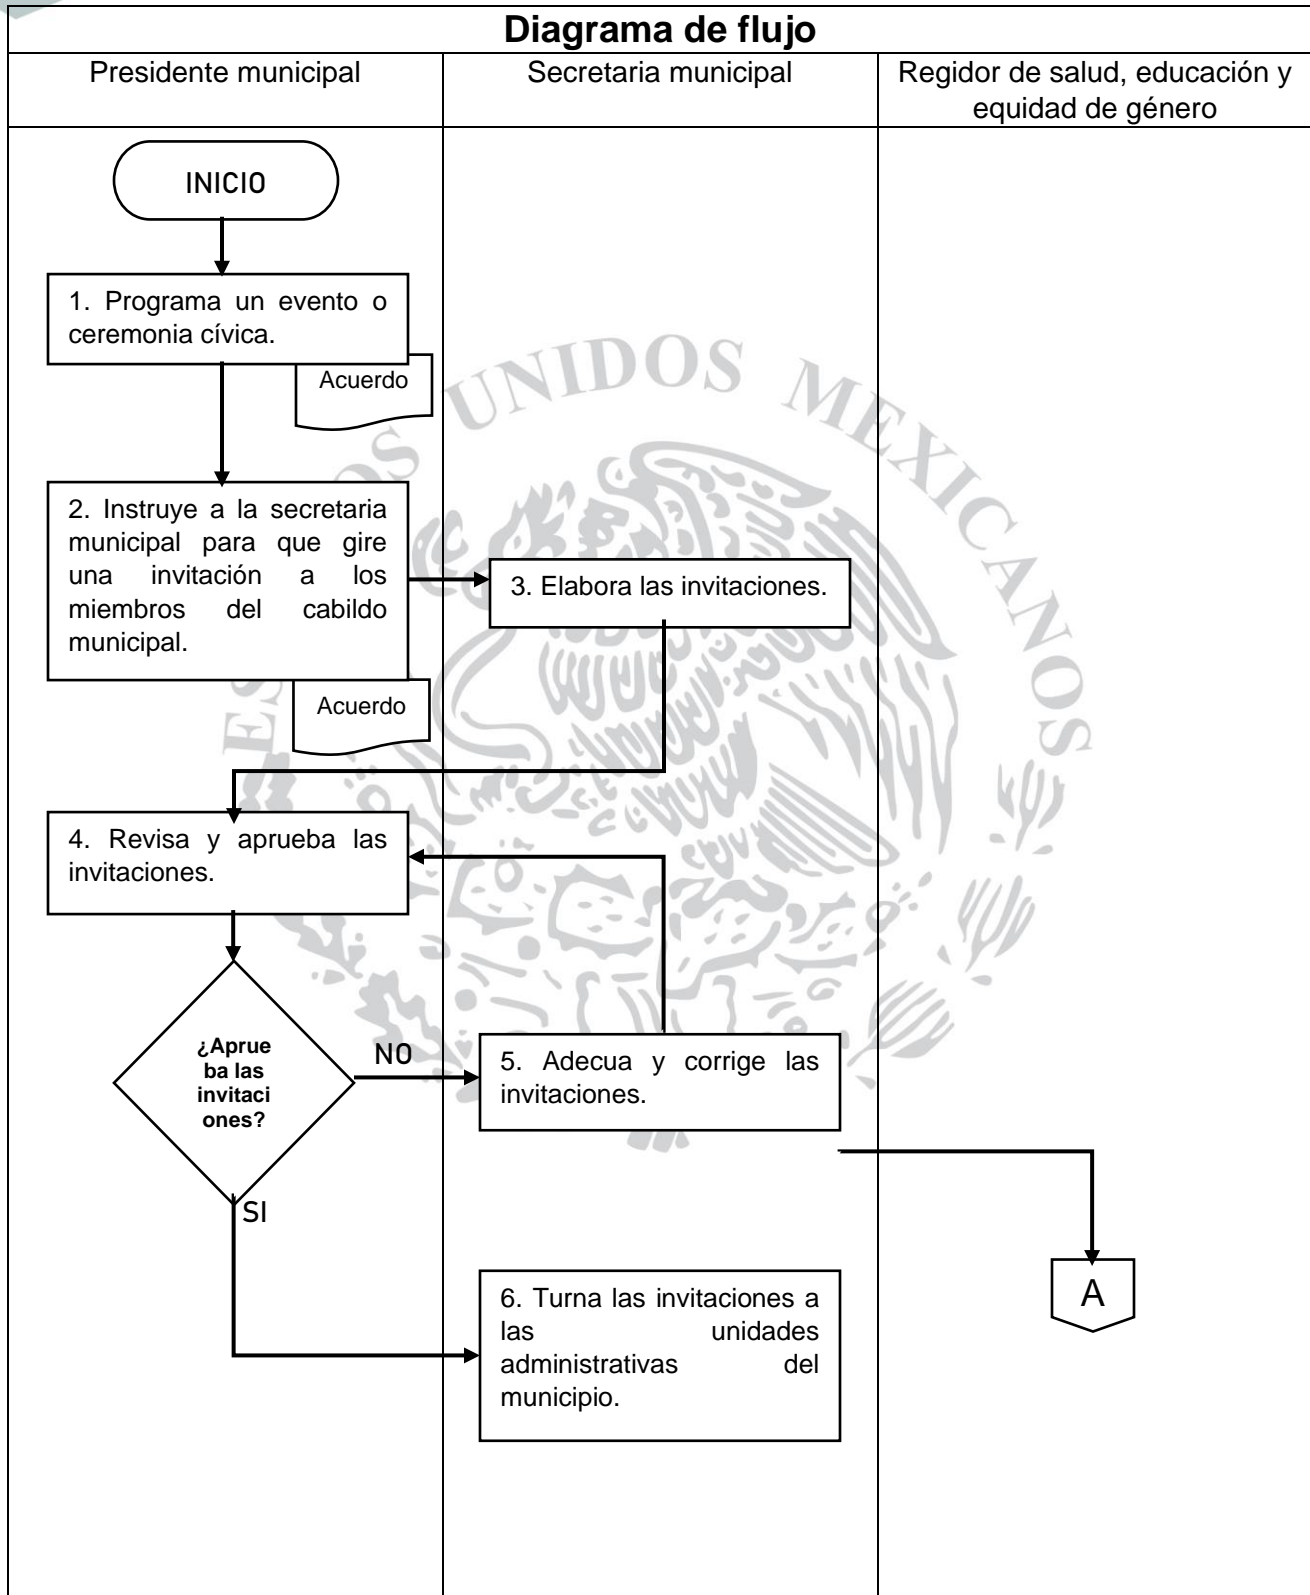 Diagrama de flujo
Presidente municipal
Secretaria municipal
Regidor de salud, educación y
equidad de género
INICIO
1. Programa un evento o
ceremonia cívica.
Acuerdo
UNIDOS MEXICANOS
2. Instruye a la secretaria
municipal para que gire
una invitación a los
miembros del cabildo
municipal.
Acuerdo
3. Elabora las invitaciones.
4. Revisa y aprueba las
invitaciones.
¿Aprue
ba las
invitaci
ones?
NO
5. Adecua y corrige las
invitaciones.
SI
6. Turna las invitaciones a
las unidades
administrativas del
municipio.
A